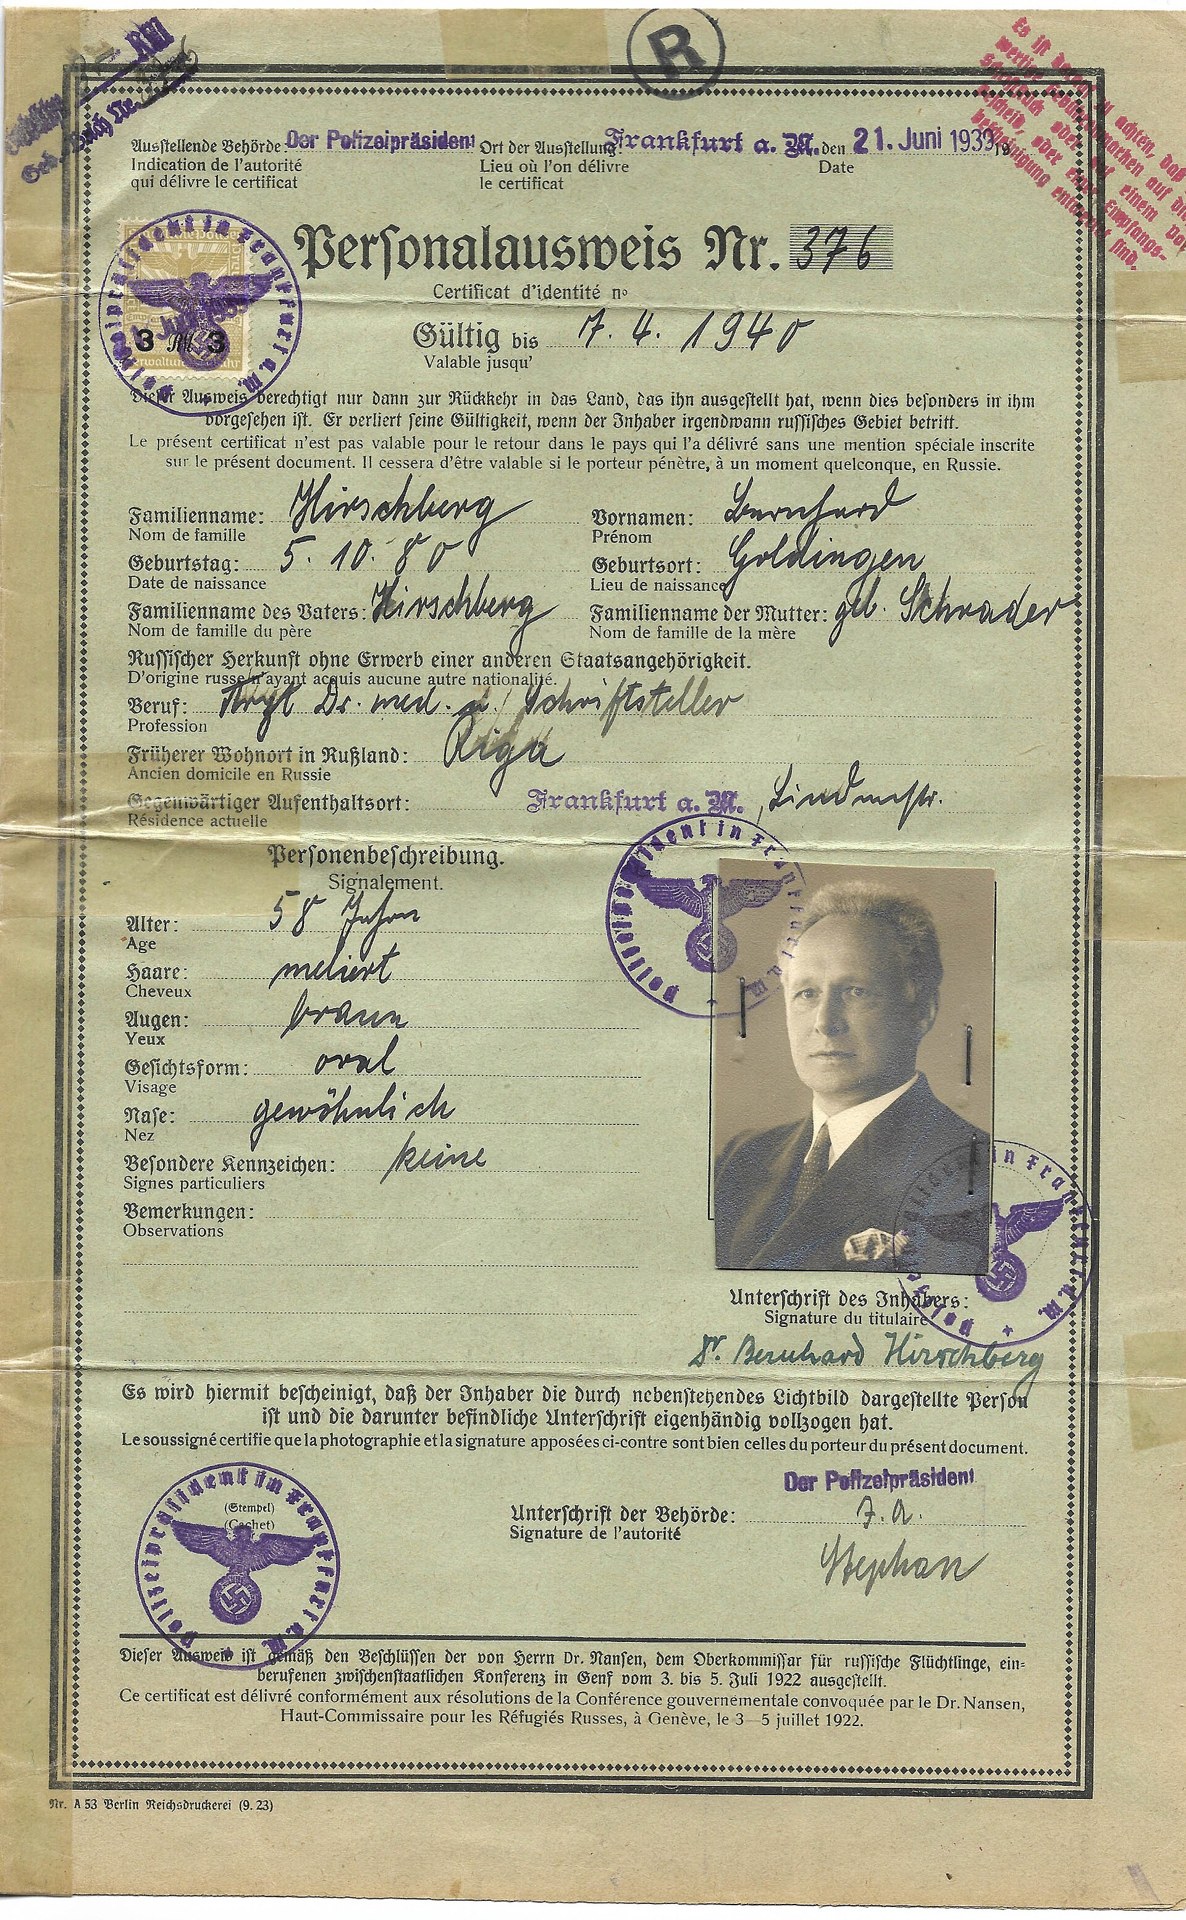 R
Ausstellende Behörde: Der Polizeipräsident Ort der Ausstellung Frankfurt a. M. den 21. Juni 1939 19
Indication de l'autorité Lieu où l'on délivre Date
qui délivre le certificat le certificat
Personalausweis Nr. 376
Certificat d'identité no
Gültig bis 7. 4. 1940
Valable jusqu'
3 RM 3
Dieser Ausweis berechtigt nur dann zur Rückkehr in das Land, das ihn ausgestellt hat, wenn dies besonders in ihm
vorgesehen ist. Er verliert seine Gültigkeit, wenn der Inhaber irgendwann russisches Gebiet betritt.
Le présent certificat n'est pas valable pour le retour dans le pays qui l'a délivré sans une mention spéciale inscrite
sur le présent document. Il cessera d'être valable si le porteur pénètre, à un moment quelconque, en Russie.
Familienname: Hirschberg Vornamen: Bernhard
Nom de famille Prénom
Geburtstag: 5. 10. 80 Geburtsort: Goldingen
Date de naissance Lieu de naissance
Familienname des Vaters: Hirschberg Familienname der Mutter: geb. Schrader
Nom de famille du père Nom de famille de la mère
Russischer Herkunft ohne Erwerb einer anderen Staatsangehörigkeit.
D'origine russe n'ayant acquis aucune autre nationalité.
Beruf: Dr. med. u. Schriftsteller
Profession
Früherer Wohnort in Rußland: Riga
Ancien domicile en Russie
Gegenwärtiger Aufenthaltsort: Frankfurt a. M.,
Résidence actuelle
Personenbeschreibung.
Signalement.
Alter: 58 Jahre
Age
Haare: meliert
Cheveux
Augen: braun
Yeux
Gesichtsform: oval
Visage
Nase: gewöhnlich
Nez
Besondere Kennzeichen: keine
Signes particuliers
Bemerkungen:
Observations
Polizeipräsident in Frankfurt a. M.
Unterschrift des Inhabers:
Signature du titulaire
Dr. Bernhard Hirschberg
Es wird hiermit bescheinigt, daß der Inhaber die durch nebenstehendes Lichtbild dargestellte Person
ist und die darunter befindliche Unterschrift eigenhändig vollzogen hat.
Le soussigné certifie que la photographie et la signature apposées ci-contre sont bien celles du porteur du présent document.
Der Polizeipräsident
Polizeipräsident in Frankfurt a. M.
(Stempel)
(Cachet)
Unterschrift der Behörde: J. A.
Signature de l'autorité
Stephan
Dieser Ausweis ist gemäß den Beschlüssen der von Herrn Dr. Nansen, dem Oberkommissar für russische Flüchtlinge, ein-
berufenen zwischenstaatlichen Konferenz in Genf vom 3. bis 5. Juli 1922 ausgestellt.
Ce certificat est délivré conformément aux résolutions de la Conférence gouvernementale convoquée par le Dr. Nansen,
Haut-Commissaire pour les Réfugiés Russes, à Genève, le 3—5 juillet 1922.
Nr. A 53 Berlin Reichsdruckerei (9. 23)